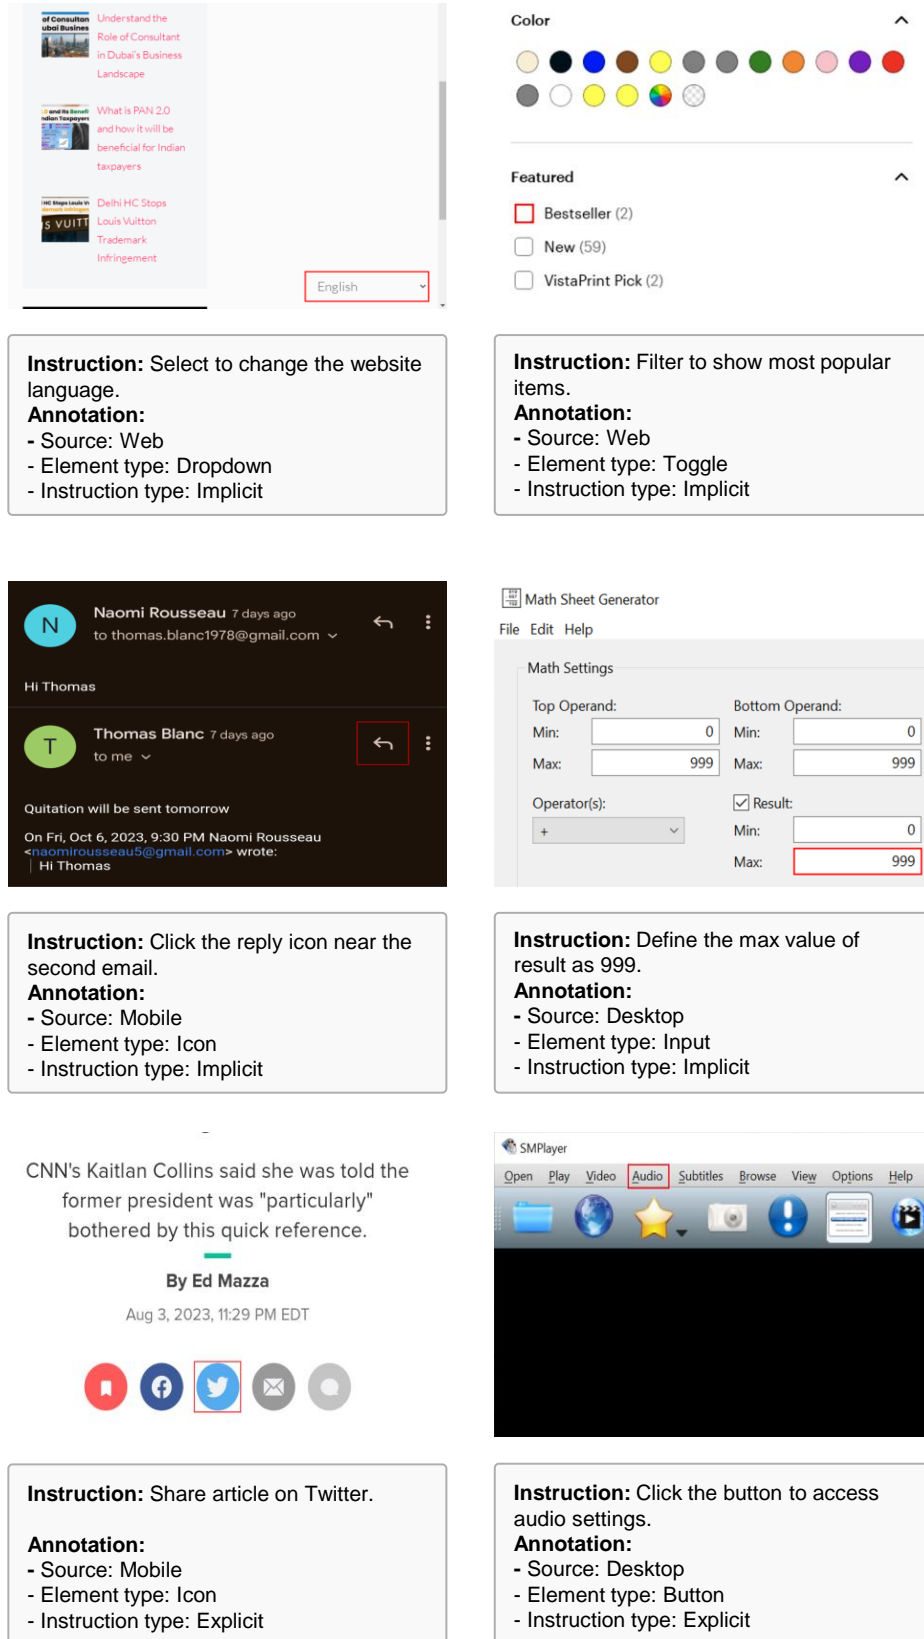 of Consultan
ubai Busines
Understand the
Role of Consultant
in Dubai's Business
Landscape
and Its Benefi
ndian Taxpayers
What is PAN 2.0
and how it will be
beneficial for Indian
taxpayers
HC Stops Louis V
demark Infringem
S VUITT
Delhi HC Stops
Louis Vuitton
Trademark
Infringement
English
Color
Featured
Bestseller (2)
New (59)
VistaPrint Pick (2)
Instruction: Select to change the website
language.
Annotation:
- Source: Web
- Element type: Dropdown
- Instruction type: Implicit
Instruction: Filter to show most popular
items.
Annotation:
- Source: Web
- Element type: Toggle
- Instruction type: Implicit
N
Naomi Rousseau 7 days ago
to thomas.blanc1978@gmail.com
Hi Thomas
T
Thomas Blanc 7 days ago
to me
Quitation will be sent tomorrow
On Fri, Oct 6, 2023, 9:30 PM Naomi Rousseau
<naomirousseau5@gmail.com> wrote:
Hi Thomas
Math Sheet Generator
File Edit Help
Math Settings
Top Operand: Bottom Operand:
Min: 0 Min: 0
Max: 999 Max: 999
Operator(s): Result:
+ Min: 0
Max: 999
Instruction: Click the reply icon near the
second email.
Annotation:
- Source: Mobile
- Element type: Icon
- Instruction type: Implicit
Instruction: Define the max value of
result as 999.
Annotation:
- Source: Desktop
- Element type: Input
- Instruction type: Implicit
CNN's Kaitlan Collins said she was told the
former president was "particularly"
bothered by this quick reference.
By Ed Mazza
Aug 3, 2023, 11:29 PM EDT
SMPlayer
Open Play Video Audio Subtitles Browse View Options Help
Instruction: Share article on Twitter.
Annotation:
- Source: Mobile
- Element type: Icon
- Instruction type: Explicit
Instruction: Click the button to access
audio settings.
Annotation:
- Source: Desktop
- Element type: Button
- Instruction type: Explicit